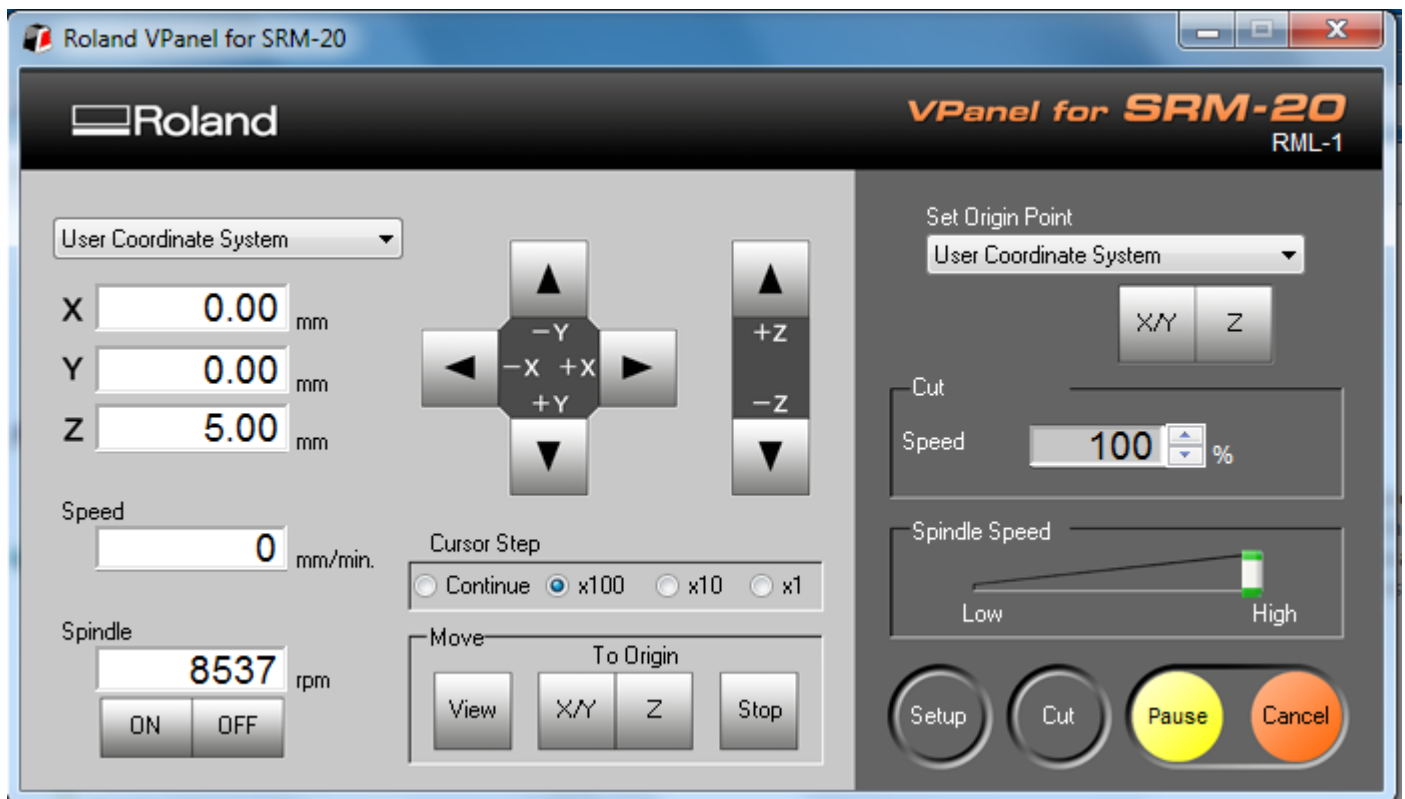 Roland VPanel for SRM-20
Roland
VPanel for SRM-20
RML-1
User Coordinate System
X 0.00 mm
Y 0.00 mm
Z 5.00 mm
Speed
0 mm/min.
Spindle
8537 rpm
ON OFF
-Y
-X +X
+Y
+Z
-Z
Cursor Step
Continue x100 x10 x1
Move
To Origin
View X/Y Z Stop
Set Origin Point
User Coordinate System
X/Y Z
Cut
Speed 100 %
Spindle Speed
Low High
Setup Cut Pause Cancel